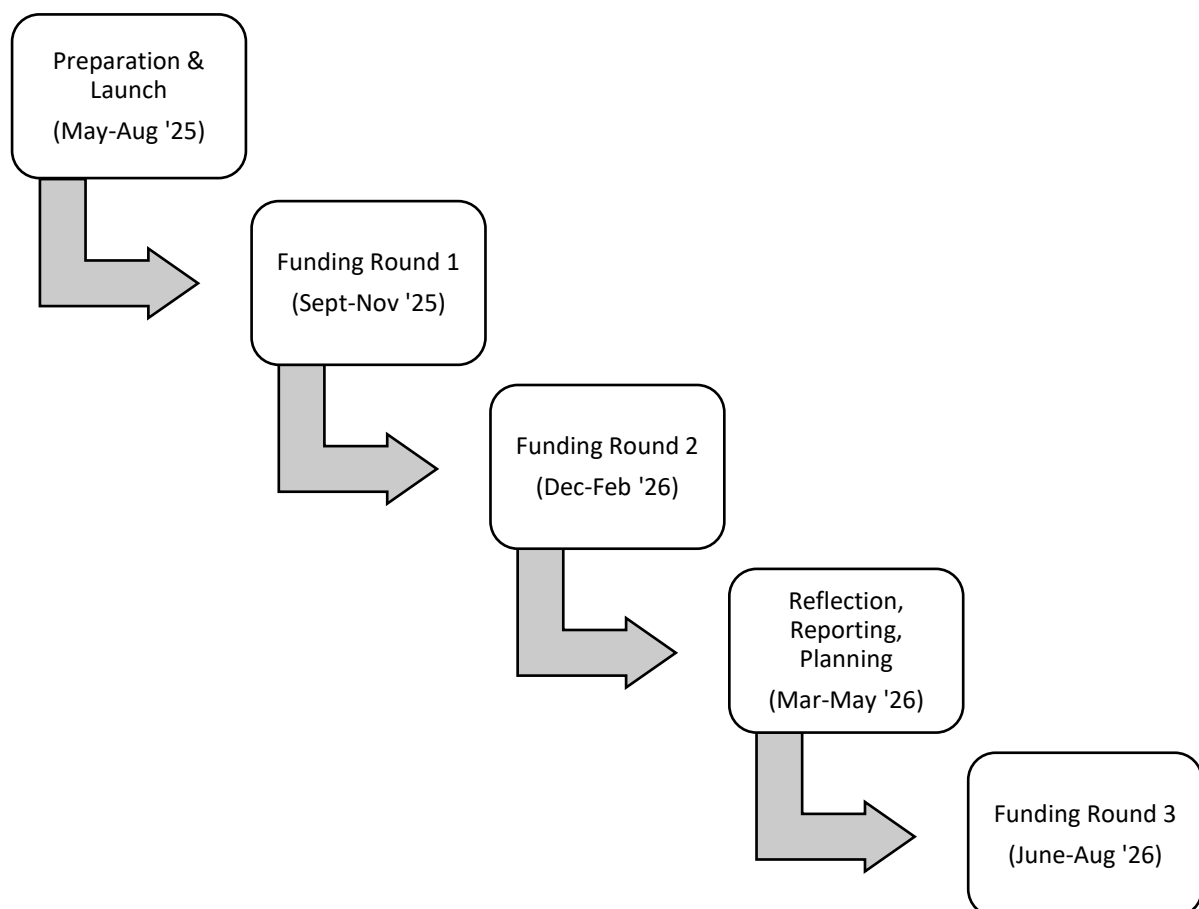 Preparation &
Launch
(May-Aug '25)
Funding Round 1
(Sept-Nov '25)
Funding Round 2
(Dec-Feb '26)
Reflection,
Reporting,
Planning
(Mar-May '26)
Funding Round 3
(June-Aug '26)